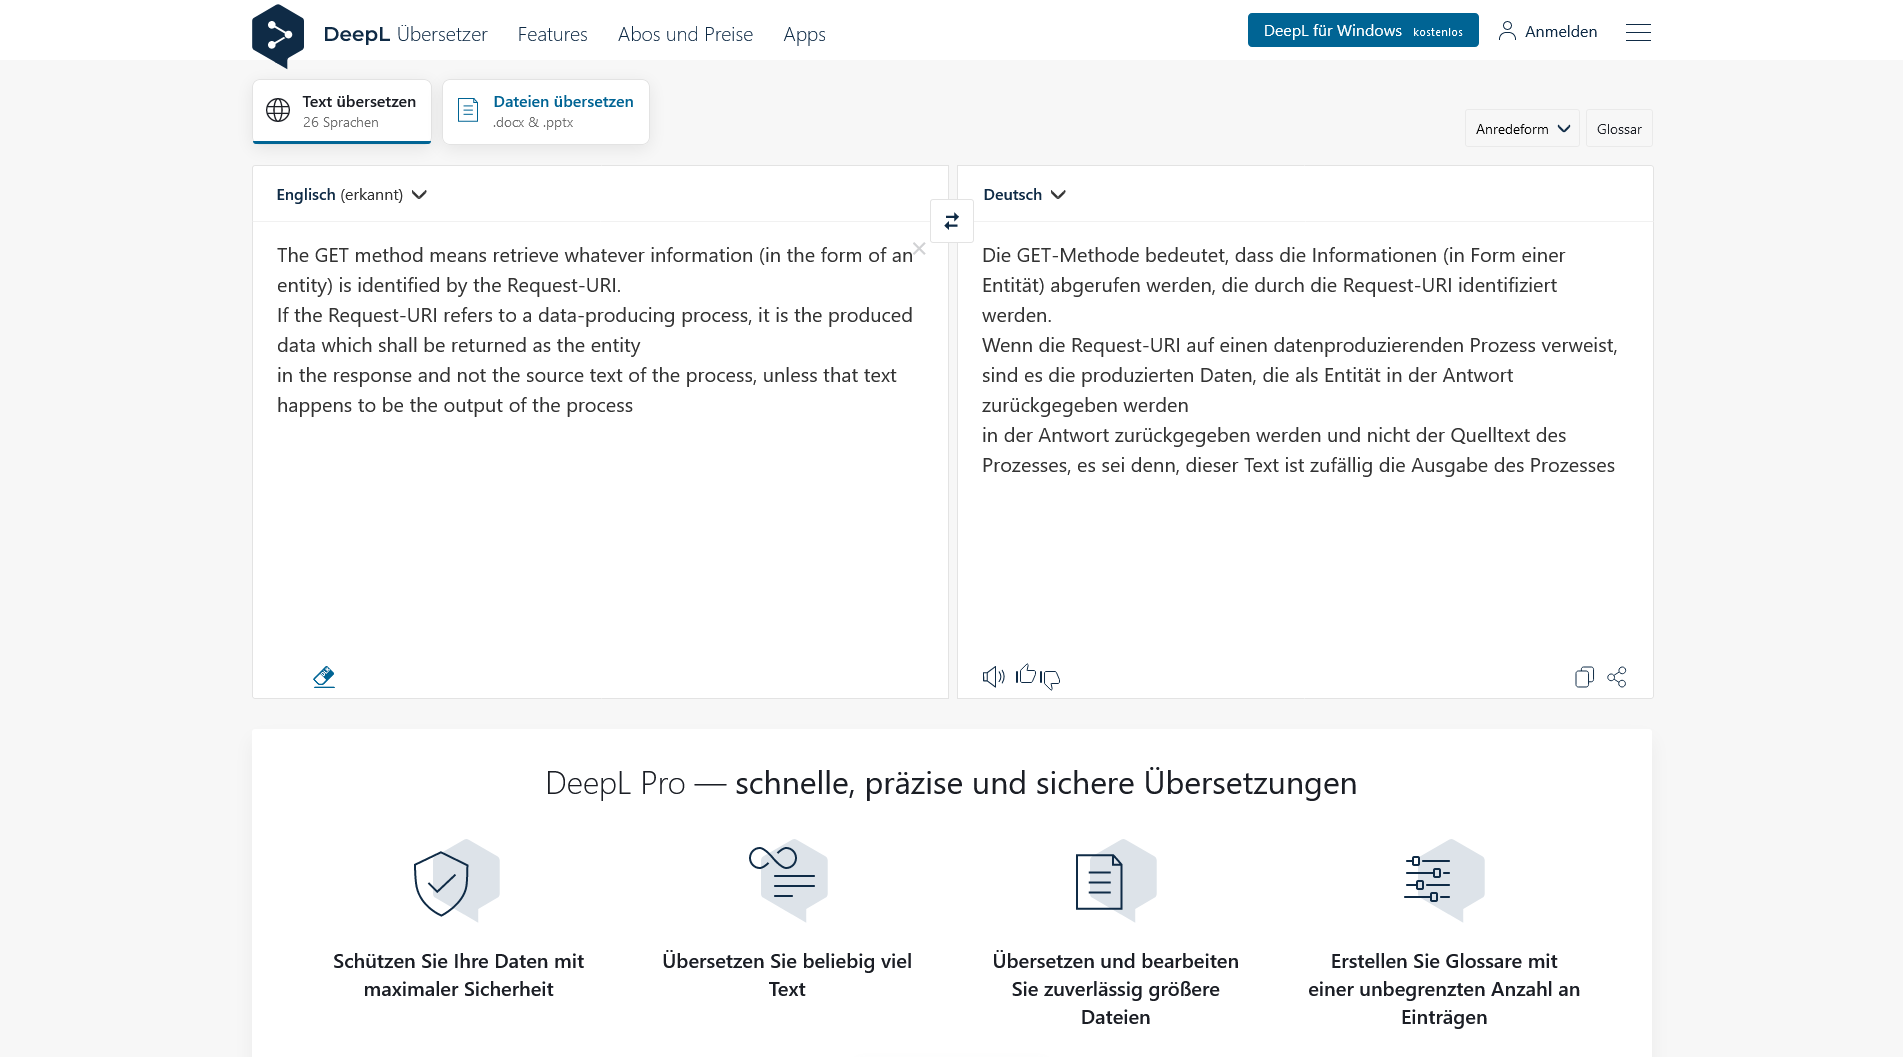 DeepL Übersetzer Features Abos und Preise Apps DeepL für Windows kostenlos Anmelden
Text übersetzen
26 Sprachen
Dateien übersetzen
.docx & .pptx
Anredeform Glossar
Englisch (erkannt)
The GET method means retrieve whatever information (in the form of an
entity) is identified by the Request-URI.
If the Request-URI refers to a data-producing process, it is the produced
data which shall be returned as the entity
in the response and not the source text of the process, unless that text
happens to be the output of the process
Deutsch
Die GET-Methode bedeutet, dass die Informationen (in Form einer
Entität) abgerufen werden, die durch die Request-URI identifiziert
werden.
Wenn die Request-URI auf einen datenproduzierenden Prozess verweist,
sind es die produzierten Daten, die als Entität in der Antwort
zurückgegeben werden
in der Antwort zurückgegeben werden und nicht der Quelltext des
Prozesses, es sei denn, dieser Text ist zufällig die Ausgabe des Prozesses
DeepL Pro — schnelle, präzise und sichere Übersetzungen
Schützen Sie Ihre Daten mit
maximaler Sicherheit
Übersetzen Sie beliebig viel
Text
Übersetzen und bearbeiten
Sie zuverlässig größere
Dateien
Erstellen Sie Glossare mit
einer unbegrenzten Anzahl an
Einträgen